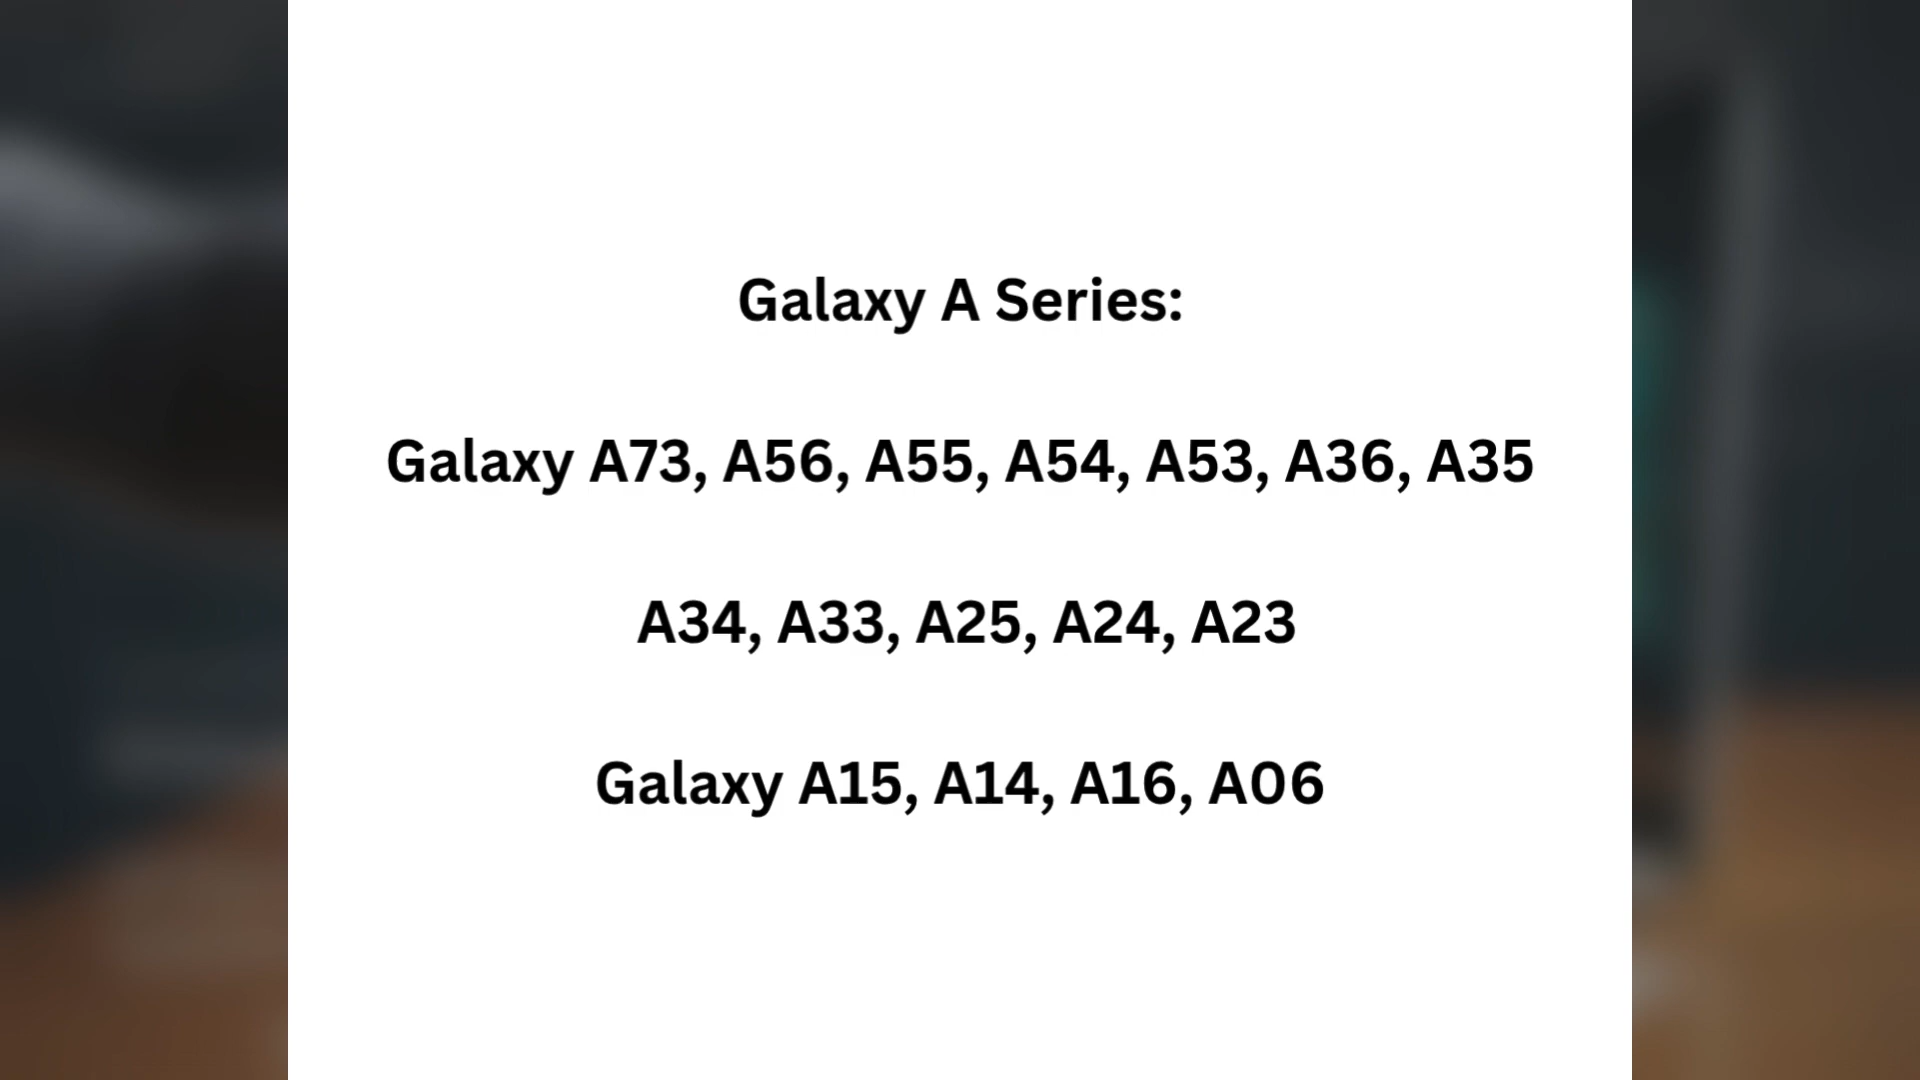 Galaxy A Series:
Galaxy A73, A56, A55, A54, A53, A36, A35
A34, A33, A25, A24, A23
Galaxy A15, A14, A16, A06